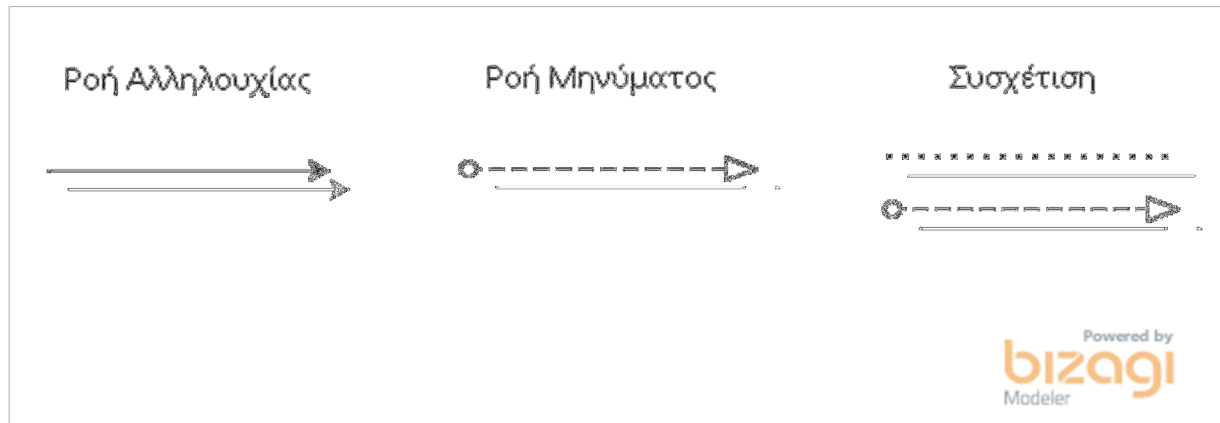 Ροή Αλληλουχίας
Ροή Μηνύματος
Συσχέτιση
Powered by
bizagi
Modeler